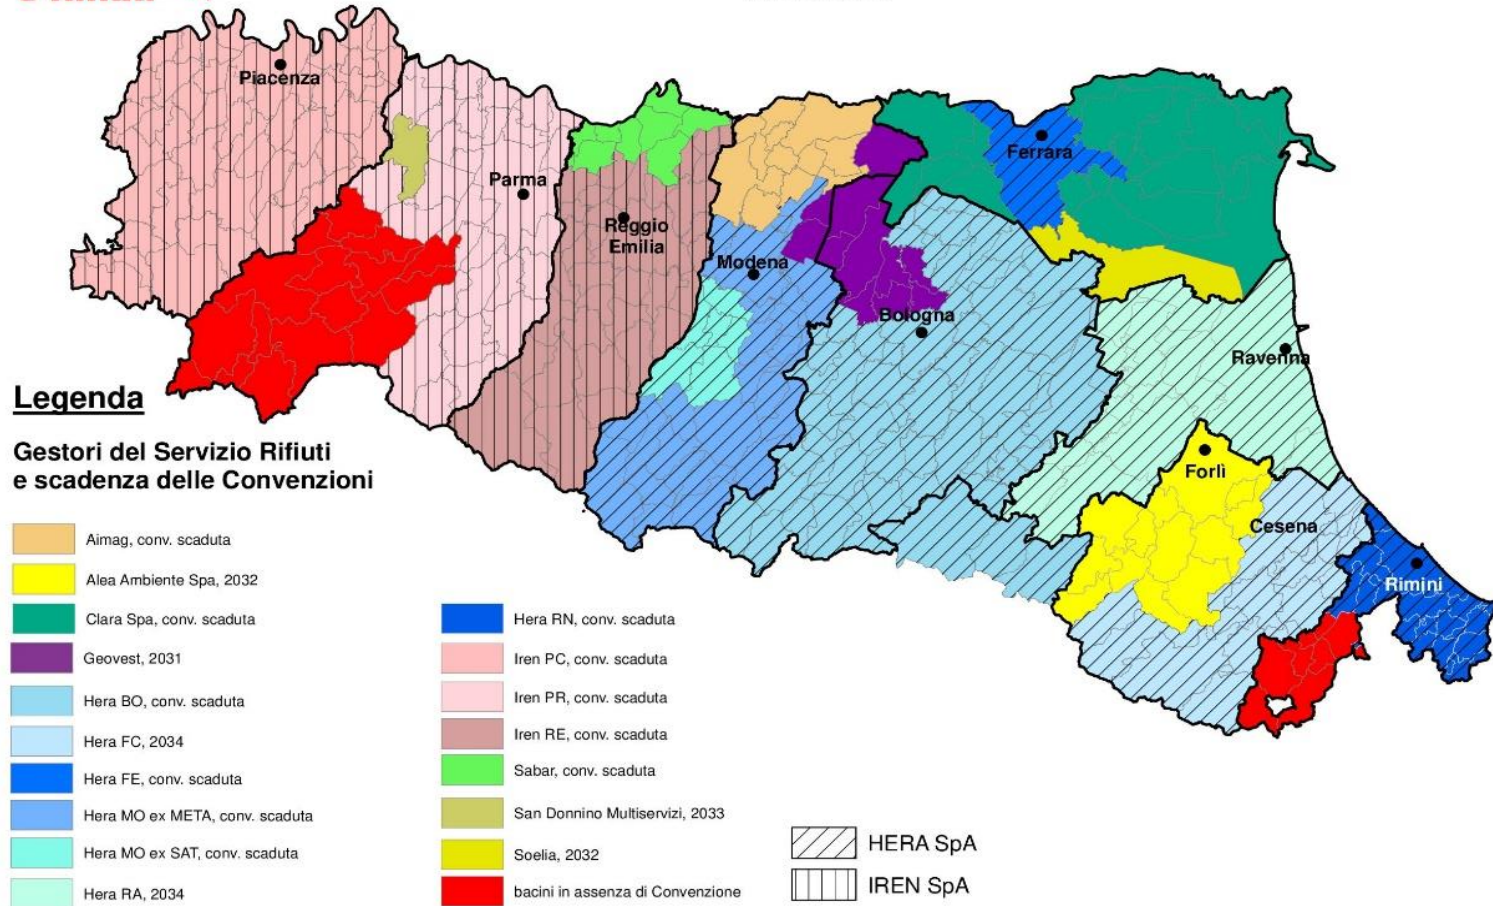 Piacenza
Parma
Reggio
Emilia
Modena
Ferrara
Bologna
Ravenna
Forlì
Cesena
Rimini
Legenda
Gestori del Servizio Rifiuti
e scadenza delle Convenzioni
Aimag, conv. scaduta
Alea Ambiente Spa, 2032
Clara Spa, conv. scaduta
Geovest, 2031
Hera BO, conv. scaduta
Hera FC, 2034
Hera FE, conv. scaduta
Hera MO ex META, conv. scaduta
Hera MO ex SAT, conv. scaduta
Hera RA, 2034
Hera RN, conv. scaduta
Iren PC, conv. scaduta
Iren PR, conv. scaduta
Iren RE, conv. scaduta
Sabar, conv. scaduta
San Donnino Multiservizi, 2033
Soelia, 2032
bacini in assenza di Convenzione
HERA SpA
IREN SpA